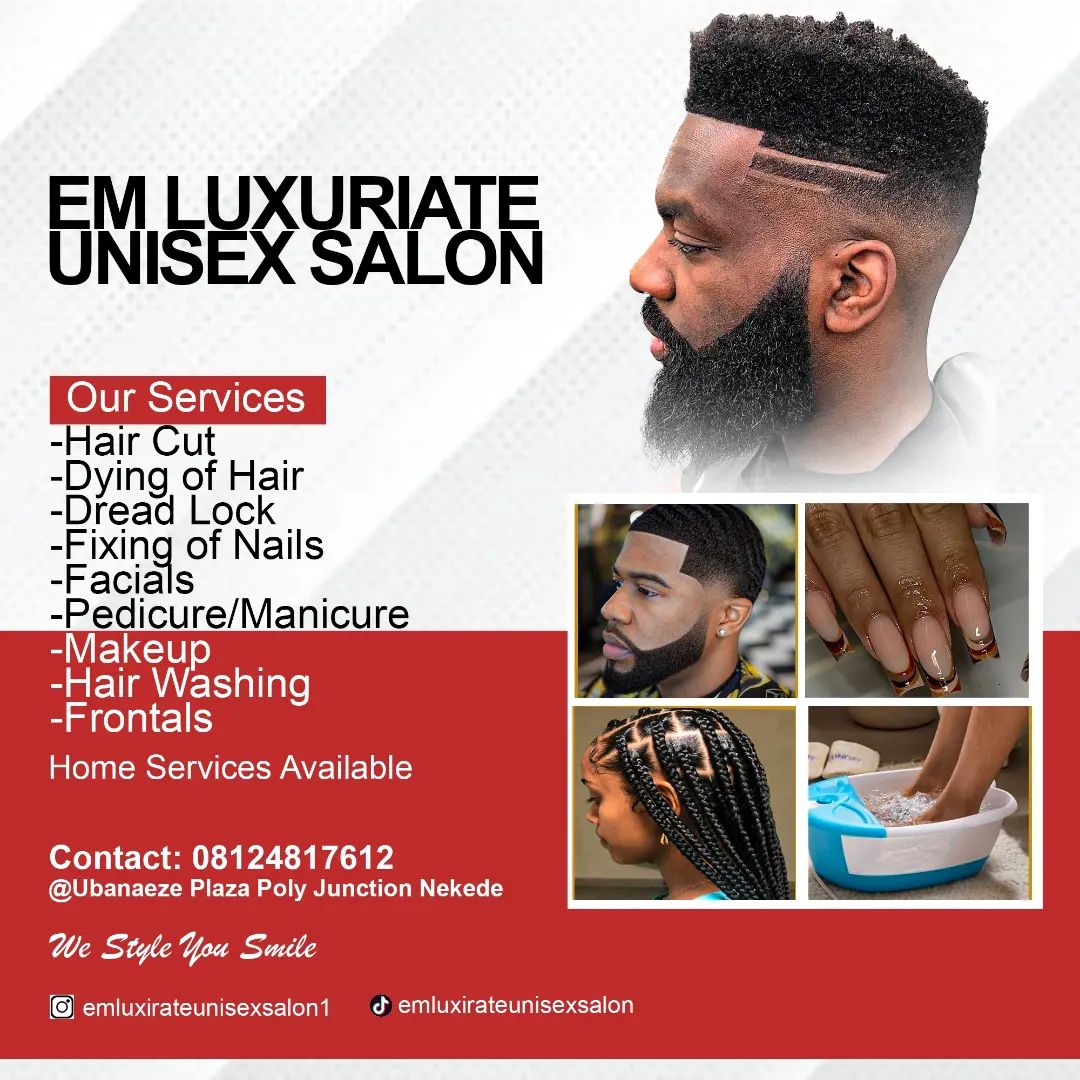 EM LUXURIATE
UNISEX SALON
Our Services
-Hair Cut
-Dying of Hair
-Dread Lock
-Fixing of Nails
-Facials
-Pedicure/Manicure
-Makeup
-Hair Washing
-Frontals
Home Services Available
Contact: 08124817612
@Ubanaeze Plaza Poly Junction Nekede
We Style You Smile
emluxirateunisexsalon1
emluxirateunisexsalon